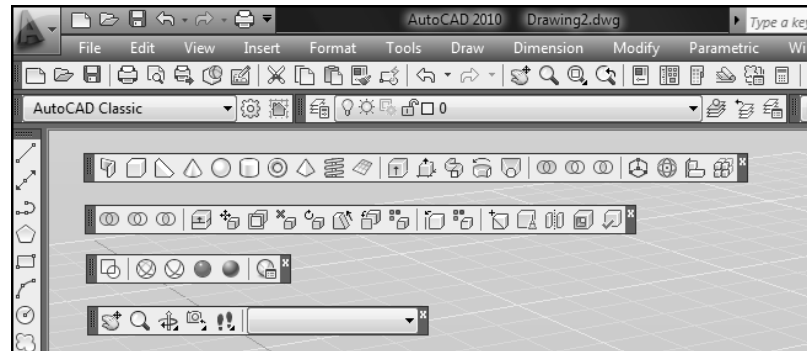 AutoCAD 2010 Drawing2.dwg Type a key
File Edit View Insert Format Tools Draw Dimension Modify Parametric Wi
AutoCAD Classic 0